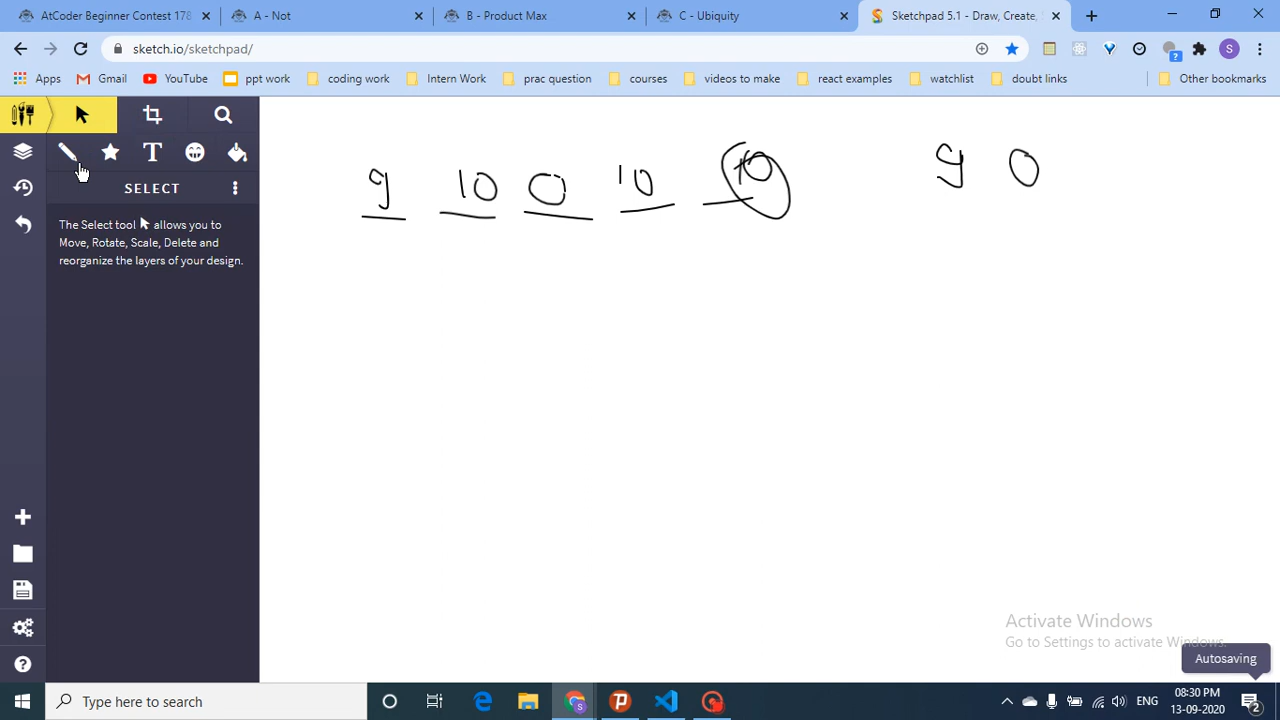 AtCoder Beginner Contest 178
A - Not
B - Product Max
C - Ubiquity
Sketchpad 5.1 - Draw, Create,
sketch.io/sketchpad/
S
Apps Gmail YouTube ppt work coding work Intern Work prac question courses videos to make react examples watchlist doubt links Other bookmarks
T
SELECT
The Select tool allows you to
Move, Rotate, Scale, Delete and
reorganize the layers of your design.
9 10 0 10 10 9 0
Activate Windows
Go to Settings to activate Windows.
Autosaving
Type here to search
ENG
08:30 PM
13-09-2020
2